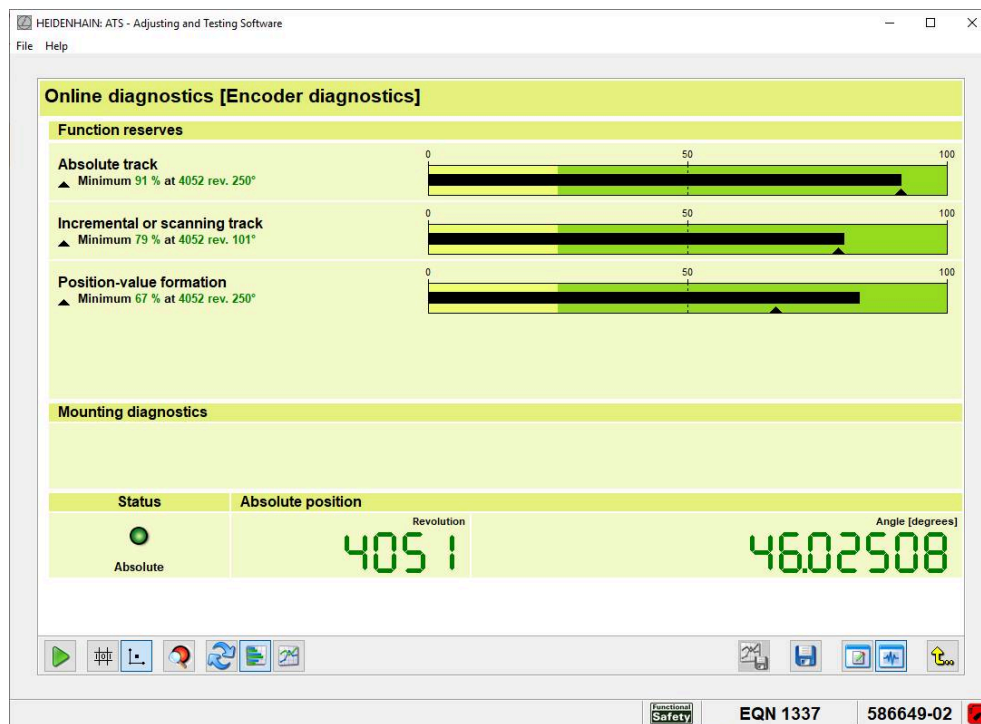 HEIDENHAIN: ATS - Adjusting and Testing Software
File Help
Online diagnostics [Encoder diagnostics]
Function reserves
Absolute track
Minimum 91 % at 4052 rev. 250°
0 50 100
Incremental or scanning track
Minimum 79 % at 4052 rev. 101°
0 50 100
Position-value formation
Minimum 67 % at 4052 rev. 250°
0 50 100
Mounting diagnostics
Status Absolute position
Revolution Angle [degrees]
4051 46.02508
Absolute
Functional
Safety
EQN 1337 586649-02